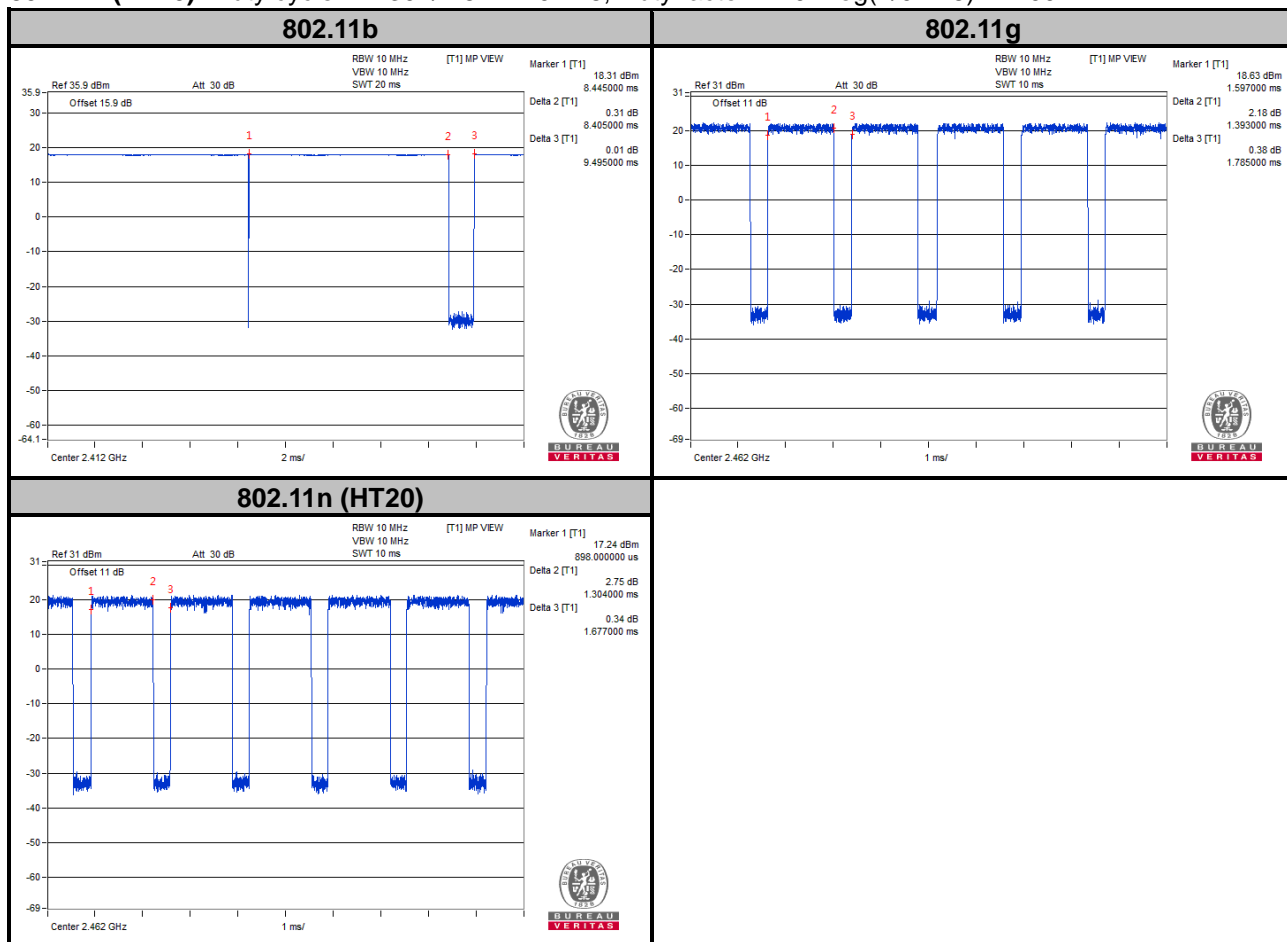 802.11b
RBW 10 MHz
[T1] MP VIEW
VBW 10 MHz
Ref 35.9 dBm
Att 30 dB
SWT 20 ms
Marker 1 [T1]
18.31 dBm
8.445000 ms
Delta 2 [T1]
0.31 dB
8.405000 ms
Delta 3 [T1]
0.01 dB
9.495000 ms
35.9
Offset 15.9 dB
30
20
10
0
-10
-20
-30
-40
-50
-60
-64.1
1
2
3
Center 2.412 GHz
2 ms/
1828
BUREAU
VERITAS
802.11g
RBW 10 MHz
[T1] MP VIEW
VBW 10 MHz
Ref 31 dBm
Att 30 dB
SWT 10 ms
Marker 1 [T1]
18.63 dBm
1.597000 ms
Delta 2 [T1]
2.18 dB
1.393000 ms
Delta 3 [T1]
0.38 dB
1.785000 ms
31
Offset 11 dB
20
10
0
-10
-20
-30
-40
-50
-60
-69
1
2
3
Center 2.462 GHz
1 ms/
1828
BUREAU
VERITAS
802.11n (HT20)
RBW 10 MHz
[T1] MP VIEW
VBW 10 MHz
Ref 31 dBm
Att 30 dB
SWT 10 ms
Marker 1 [T1]
17.24 dBm
898.000000 us
Delta 2 [T1]
2.75 dB
1.304000 ms
Delta 3 [T1]
0.34 dB
1.677000 ms
31
Offset 11 dB
20
10
0
-10
-20
-30
-40
-50
-60
-69
1
2
3
Center 2.462 GHz
1 ms/
1828
BUREAU
VERITAS